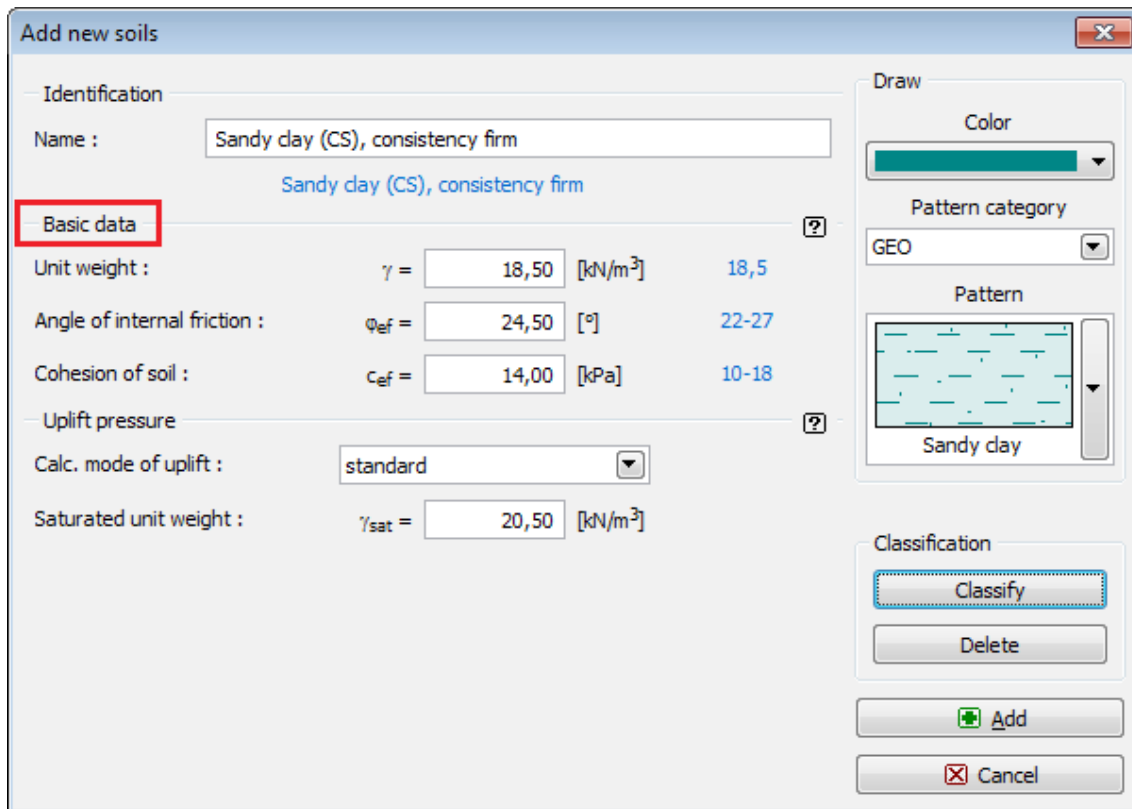 Add new soils
Identification
Name :
Sandy clay (CS), consistency firm
Sandy clay (CS), consistency firm
Basic data
?
Unit weight : γ = 18,50 [kN/m³] 18,5
Angle of internal friction : φef = 24,50 [°] 22-27
Cohesion of soil : cef = 14,00 [kPa] 10-18
Uplift pressure
?
Calc. mode of uplift : standard
Saturated unit weight : γsat = 20,50 [kN/m³]
Draw
Color
Pattern category
GEO
Pattern
Sandy clay
Classification
Classify
Delete
Add
Cancel